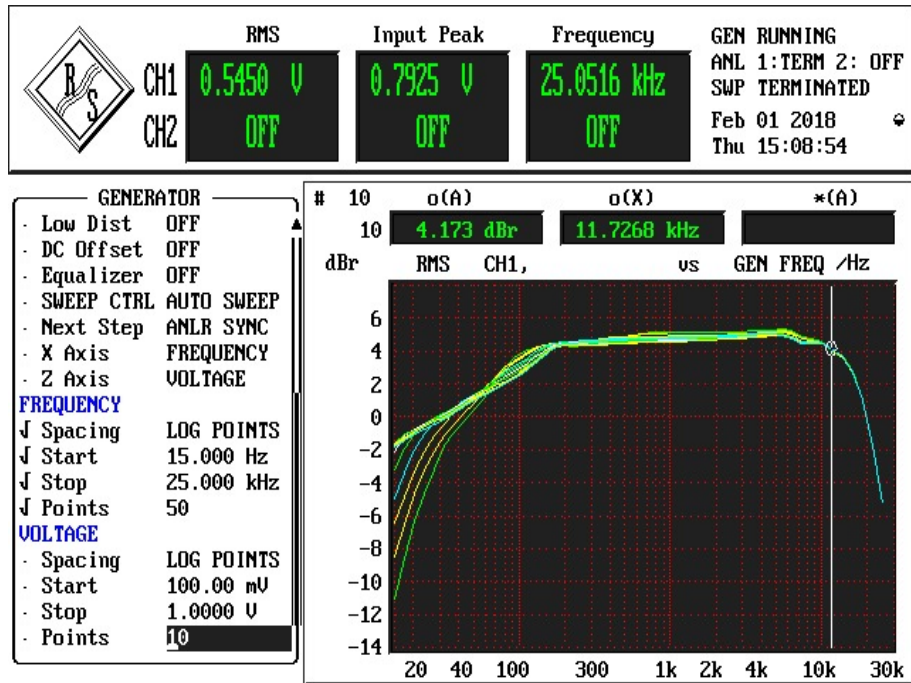 RMS Input Peak Frequency GEN RUNNING
R S CH1 0.5450 V 0.7925 V 25.0516 kHz ANL 1:TERM 2: OFF
SWP TERMINATED
CH2 OFF OFF OFF Feb 01 2018
Thu 15:08:54
GENERATOR
· Low Dist OFF
· DC Offset OFF
· Equalizer OFF
· SWEEP CTRL AUTO SWEEP
· Next Step ANLR SYNC
· X Axis FREQUENCY
· Z Axis VOLTAGE
FREQUENCY
√ Spacing LOG POINTS
√ Start 15.000 Hz
√ Stop 25.000 kHz
√ Points 50
VOLTAGE
· Spacing LOG POINTS
· Start 100.00 mV
· Stop 1.0000 V
· Points 10
# 10 o(A) o(X) *(A)
10 4.173 dBr 11.7268 kHz
dBr RMS CH1, vs GEN FREQ /Hz
6
4
2
0
-2
-4
-6
-8
-10
-12
-14
20 40 100 300 1k 2k 4k 10k 30k